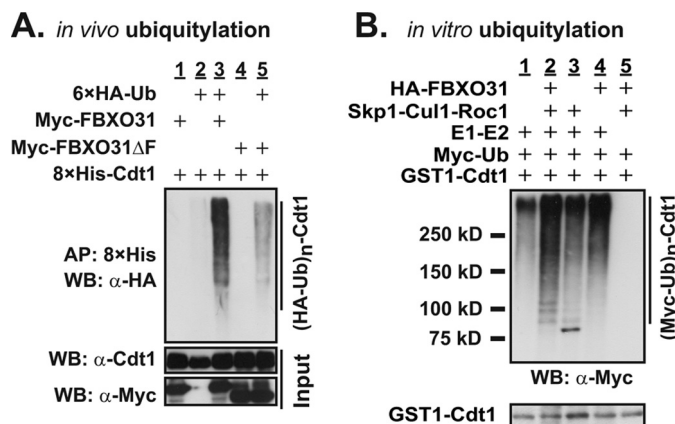 A. in vivo ubiquitylation
1 2 3 4 5
6×HA-Ub + + +
Myc-FBXO31 + +
Myc-FBXO31ΔF + +
8×His-Cdt1 + + + + +
AP: 8×His
WB: α-HA
(HA-Ub)n-Cdt1
WB: α-Cdt1
WB: α-Myc
Input
B. in vitro ubiquitylation
1 2 3 4 5
HA-FBXO31 + + +
Skp1-Cul1-Roc1 + + +
E1-E2 + + + +
Myc-Ub + + + + +
GST1-Cdt1 + + + + +
250 kD
150 kD
100 kD
75 kD
(Myc-Ub)n-Cdt1
WB: α-Myc
GST1-Cdt1